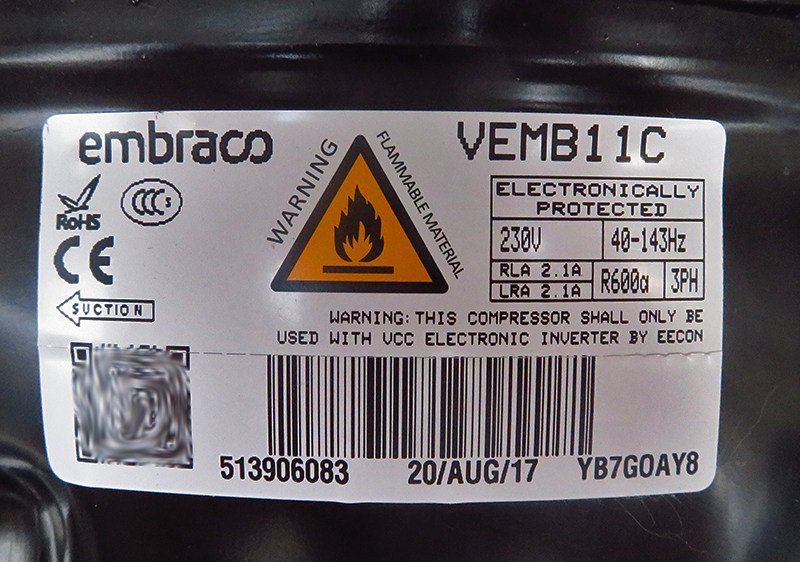 embraco
VEMB11C
WARNING
FLAMMABLE MATERIAL
RoHS
CCC S
CE
SUCTION
ELECTRONICALLY
PROTECTED
230V 40-143Hz
RLA 2.1A
LRA 2.1A
R600a 3PH
WARNING: THIS COMPRESSOR SHALL ONLY BE
USED WITH VCC ELECTRONIC INVERTER BY EECON
513906083 20/AUG/17 YB7GOAY8